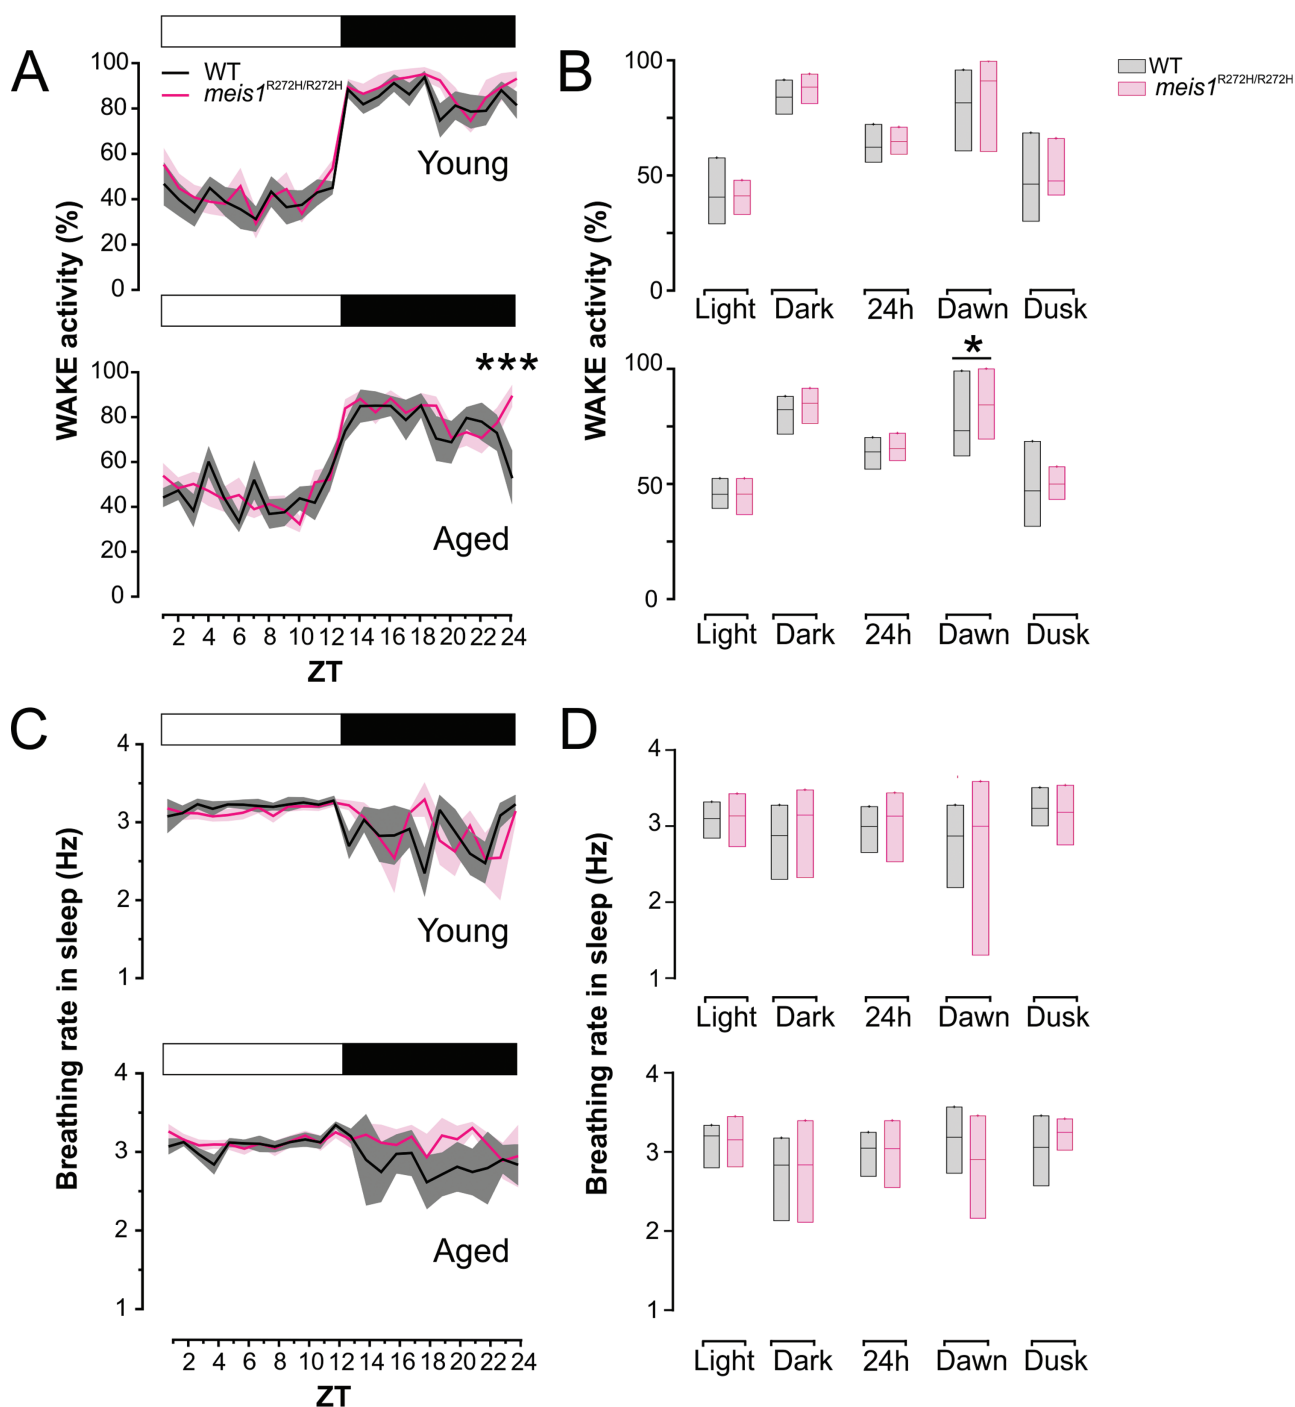 A
WAKE activity (%)
WT
meis1R272H/R272H
100
80
60
40
20
0
Young
100
80
60
40
20
0
***
Aged
2 4 6 8 10 12 14 16 18 20 22 24
ZT
B
WAKE activity (%)
WT
meis1R272H/R272H
100
50
0
Light Dark 24h Dawn Dusk
*
100
50
0
Light Dark 24h Dawn Dusk
C
Breathing rate in sleep (Hz)
4
3
2
1
Young
4
3
2
1
Aged
2 4 6 8 10 12 14 16 18 20 22 24
ZT
D
Breathing rate in sleep (Hz)
4
3
2
1
Light Dark 24h Dawn Dusk
4
3
2
1
Light Dark 24h Dawn Dusk